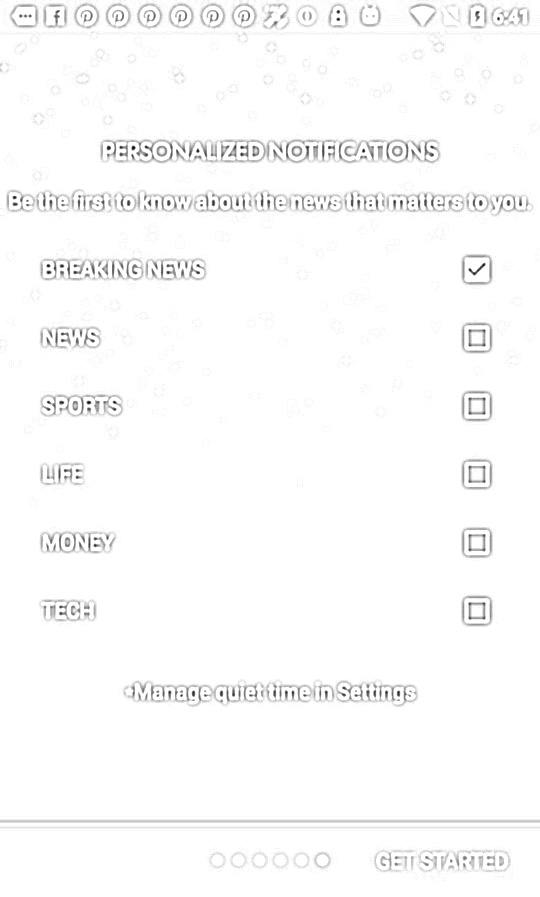 6:41
PERSONALIZED NOTIFICATIONS
Be the first to know about the news that matters to you.
BREAKING NEWS
NEWS
SPORTS
LIFE
MONEY
TECH
*Manage quiet time in Settings
GET STARTED